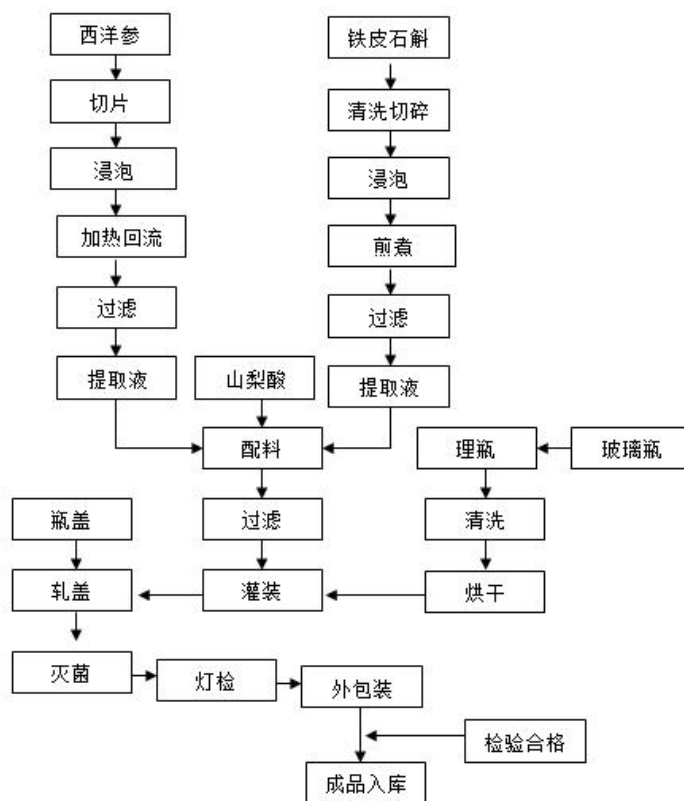 西洋参
铁皮石斛
切片
清洗切碎
浸泡
浸泡
加热回流
煎煮
过滤
过滤
提取液
山梨酸
提取液
配料
理瓶
玻璃瓶
瓶盖
过滤
清洗
轧盖
灌装
烘干
灭菌
灯检
外包装
检验合格
成品入库